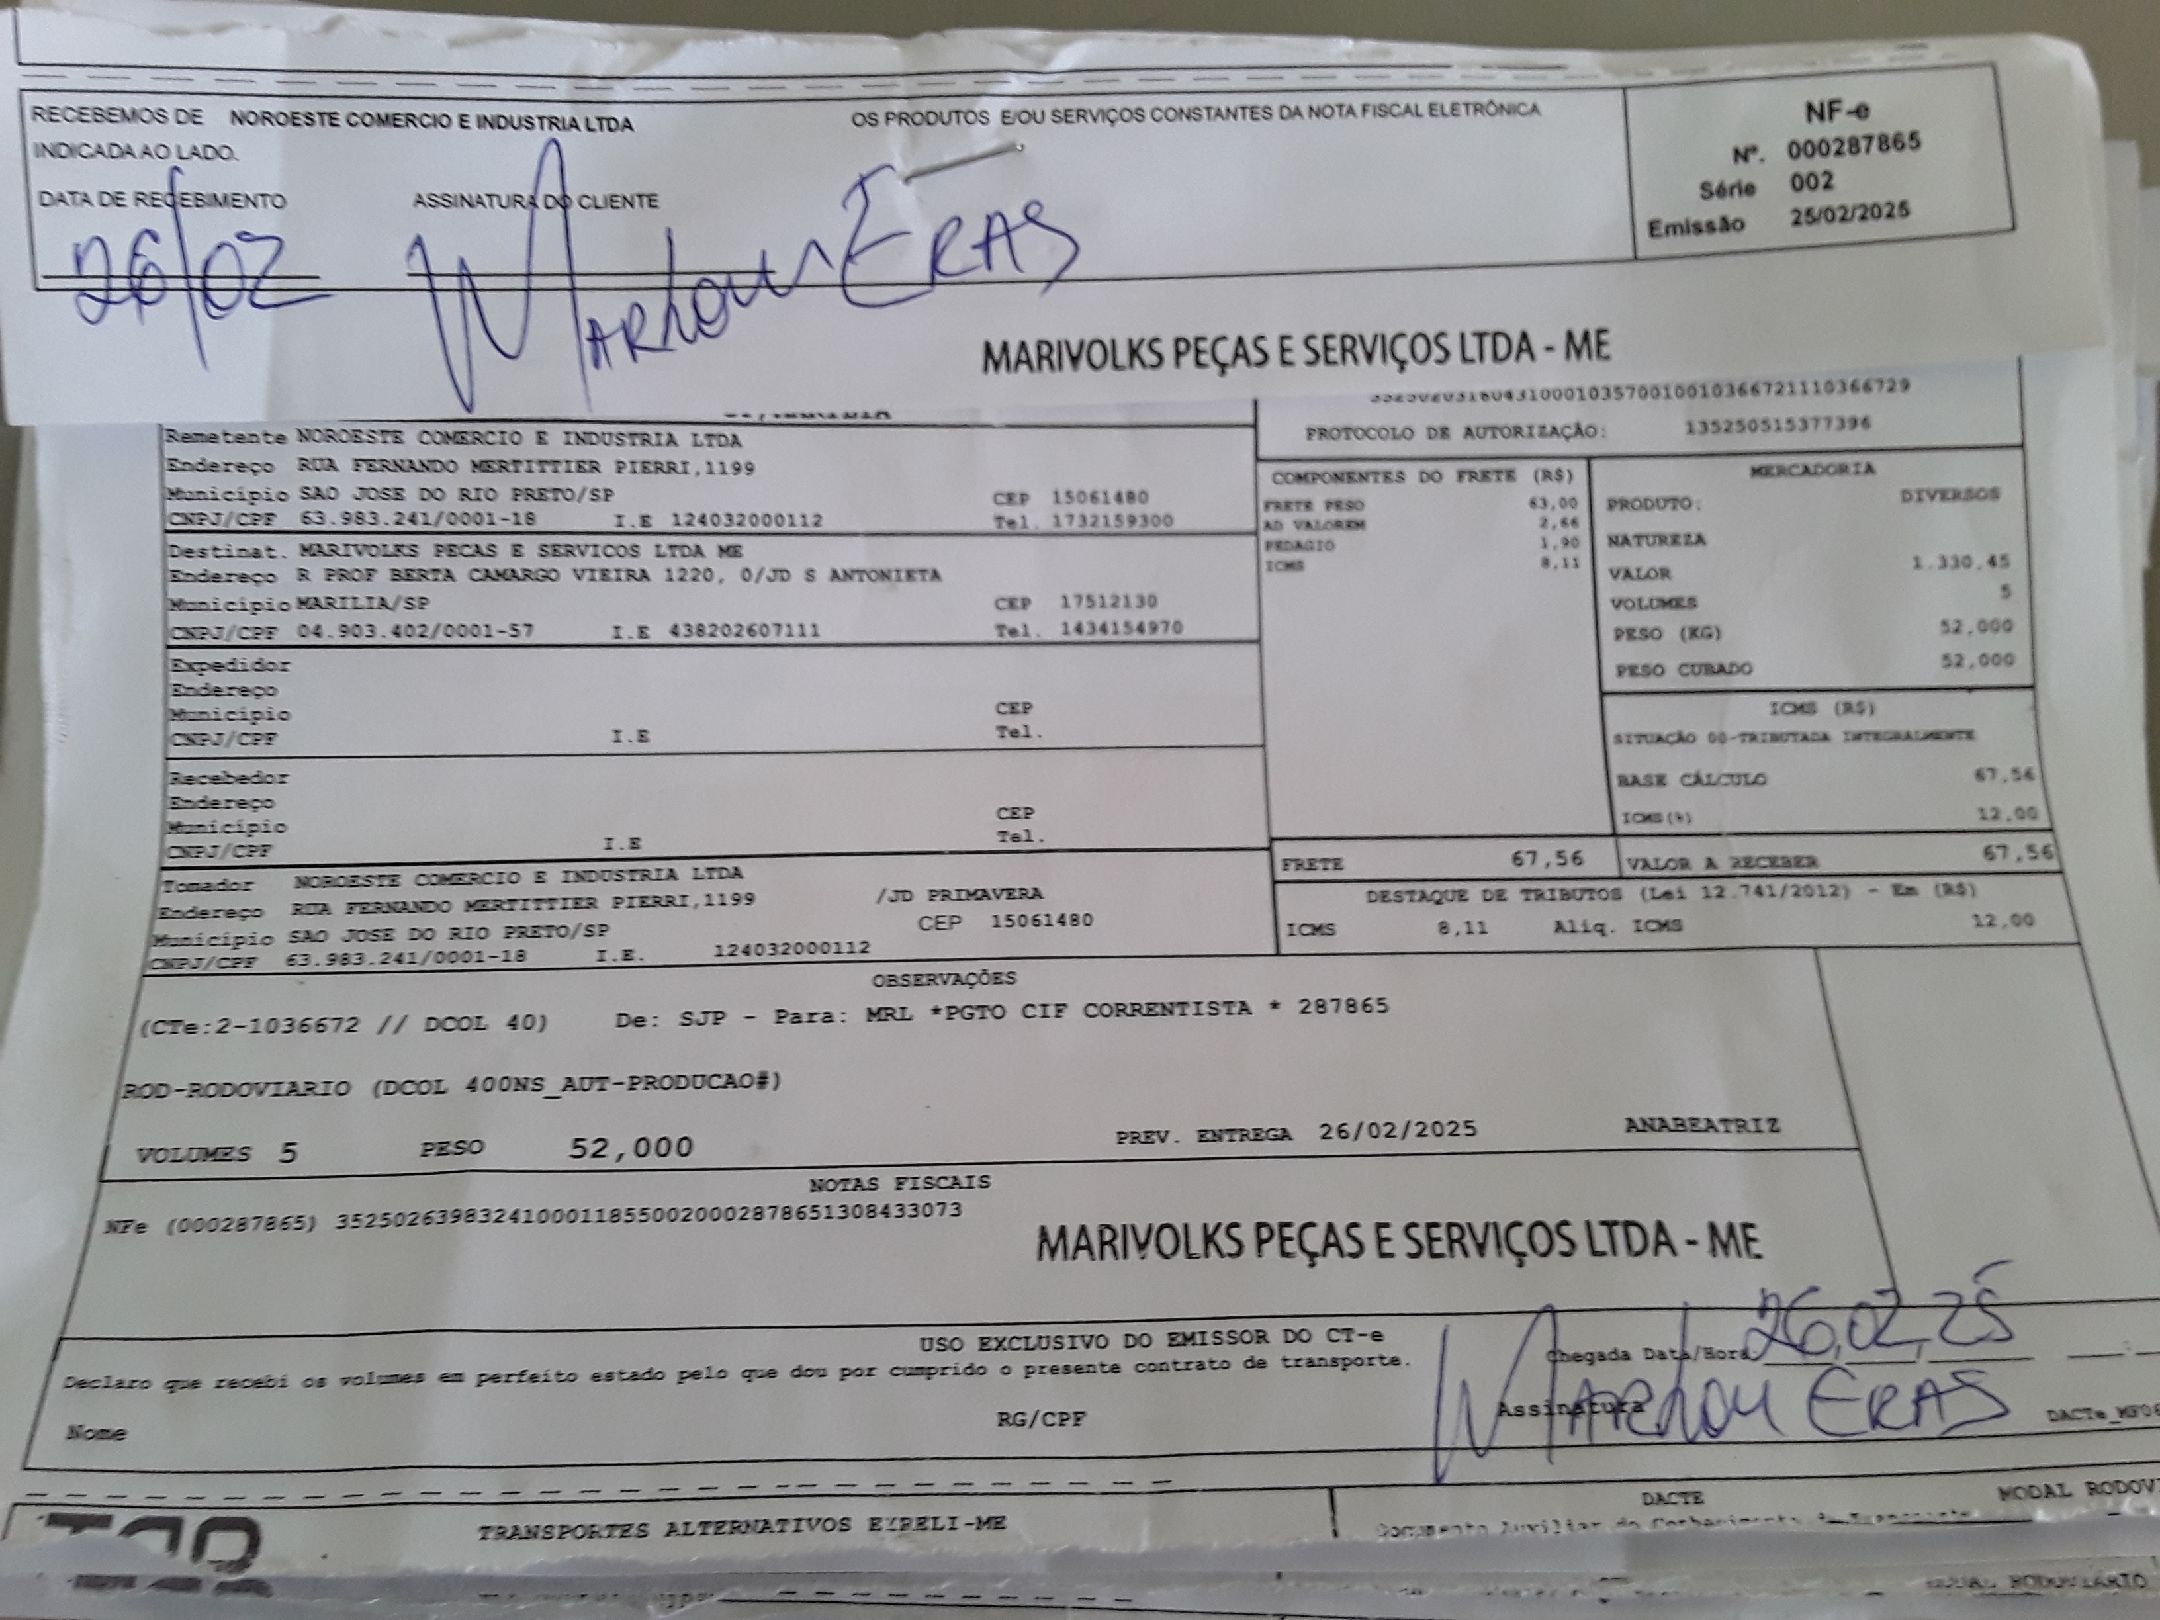 RECEBEMOS DE NOROESTE COMERCIO E INDUSTRIA LTDA OS PRODUTOS E/OU SERVIÇOS CONSTANTES DA NOTA FISCAL ELETRÔNICA
INDICADA AO LADO.
DATA DE RECEBIMENTO ASSINATURA DO CLIENTE
26/02 MARLON ERAS
NF-e
Nº. 000287865
Série 002
Emissão 25/02/2025
MARIVOLKS PEÇAS E SERVIÇOS LTDA - ME
PROTOCOLO DE AUTORIZAÇÃO: 135250515377396
Remetente NOROESTE COMERCIO E INDUSTRIA LTDA
Endereço RUA FERNANDO MERTITTIER PIERRI,1199
Município SAO JOSE DO RIO PRETO/SP CEP 15061480
CNPJ/CPF 63.983.241/0001-18 I.E 124032000112 Tel. 1732159300
Destinat. MARIVOLKS PECAS E SERVICOS LTDA ME
Endereço R PROF BERTA CAMARGO VIEIRA 1220, 0/JD S ANTONIETA
Município MARILIA/SP CEP 17512130
CNPJ/CPF 04.903.402/0001-57 I.E 438202607111 Tel. 1434154970
Expedidor
Endereço
Município CEP
CNPJ/CPF I.E Tel.
Recebedor
Endereço
Município CEP
CNPJ/CPF I.E Tel.
Tomador NOROESTE COMERCIO E INDUSTRIA LTDA
Endereço RUA FERNANDO MERTITTIER PIERRI,1199 /JD PRIMAVERA
Município SAO JOSE DO RIO PRETO/SP CEP 15061480
CNPJ/CPF 63.983.241/0001-18 I.E. 124032000112
COMPONENTES DO FRETE (R$)
FRETE PESO 63,00
AD VALOREM 2,66
PEDAGIO 1,90
ICMS 8,11
MERCADORIA
PRODUTO: DIVERSOS
NATUREZA
VALOR 1.330,45
VOLUMES 5
PESO (KG) 52,000
PESO CUBADO 52,000
ICMS (R$)
SITUAÇÃO 00-TRIBUTADA INTEGRALMENTE
BASE CÁLCULO 67,56
ICMS(%) 12,00
FRETE 67,56 VALOR A RECEBER 67,56
DESTAQUE DE TRIBUTOS (Lei 12.741/2012) - Em (R$)
ICMS 8,11 Aliq. ICMS 12,00
OBSERVAÇÕES
(CTe:2-1036672 // DCOL 40) De: SJP - Para: MRL *PGTO CIF CORRENTISTA * 287865
ROD-RODOVIARIO (DCOL 400NS_AUT-PRODUCAO#)
VOLUMES 5 PESO 52,000 PREV. ENTREGA 26/02/2025 ANABEATRIZ
NOTAS FISCAIS
NFe (000287865) 35250263983241000118550020002878651308433073
MARIVOLKS PEÇAS E SERVIÇOS LTDA - ME
USO EXCLUSIVO DO EMISSOR DO CT-e
Declaro que recebi os volumes em perfeito estado pelo que dou por cumprido o presente contrato de transporte.
Chegada Data/Hora 26,02,25
Nome RG/CPF Assinatura MARLON ERAS
TRANSPORTES ALTERNATIVOS EIRELI-ME
DACTE